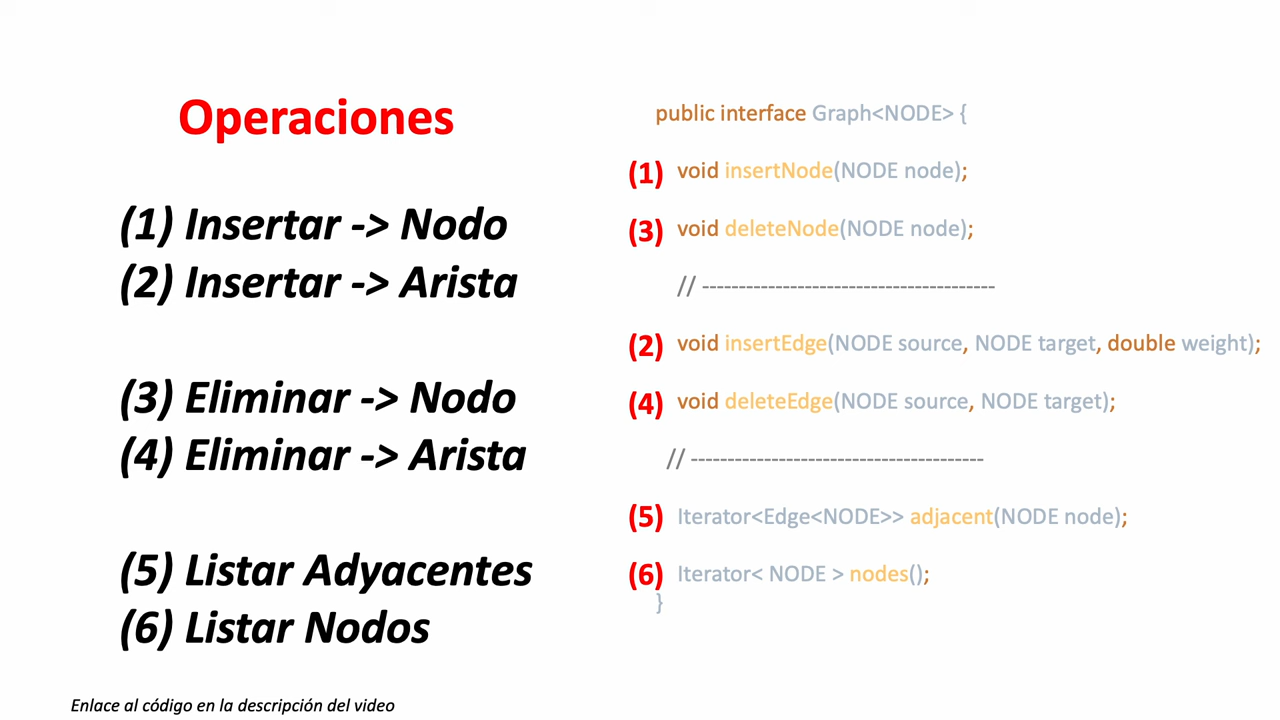 Operaciones
(1) Insertar -> Nodo
(2) Insertar -> Arista
(3) Eliminar -> Nodo
(4) Eliminar -> Arista
(5) Listar Adyacentes
(6) Listar Nodos
public interface Graph<NODE> {
(1) void insertNode(NODE node);
(3) void deleteNode(NODE node);
// ----------------------------------------
(2) void insertEdge(NODE source, NODE target, double weight);
(4) void deleteEdge(NODE source, NODE target);
// ----------------------------------------
(5) Iterator<Edge<NODE>> adjacent(NODE node);
(6) Iterator< NODE > nodes();
}
Enlace al código en la descripción del video